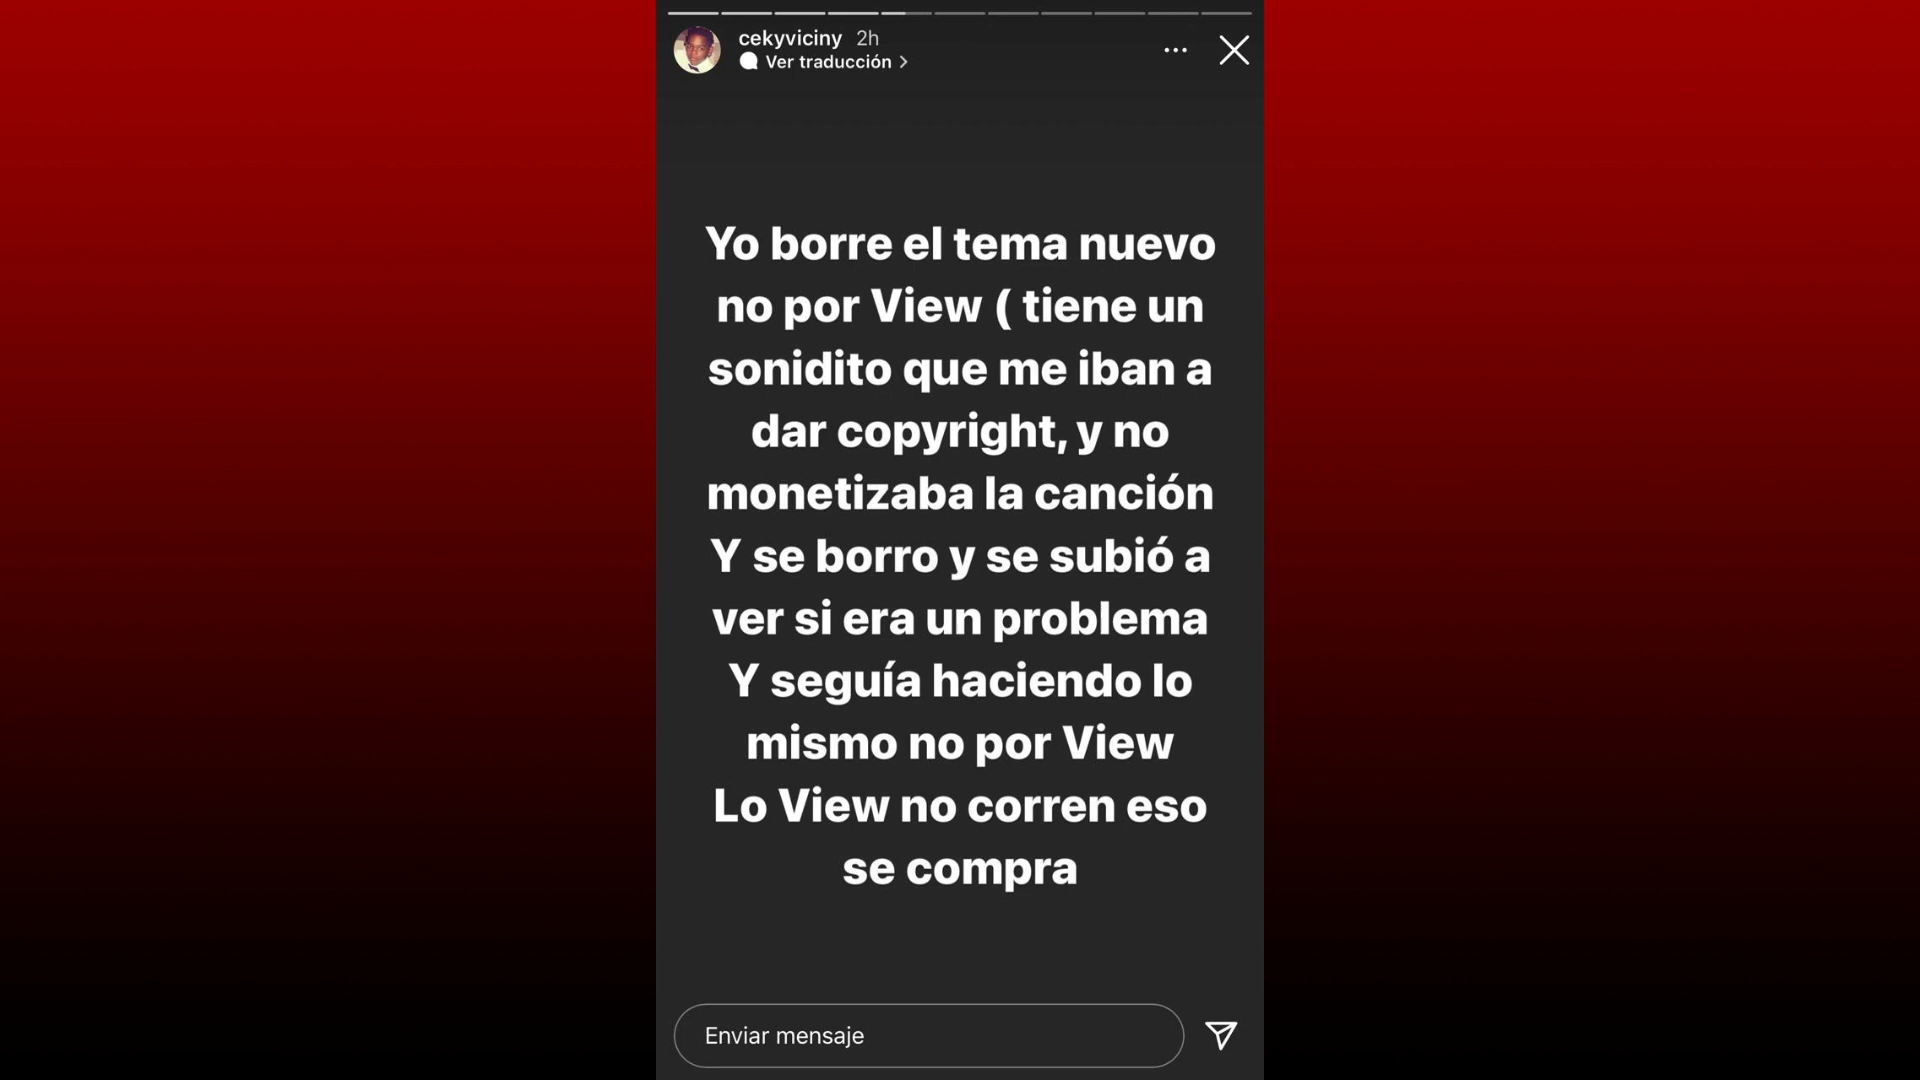 cekyviciny 2h
Ver traducción
Yo borre el tema nuevo
no por View ( tiene un
sonidito que me iban a
dar copyright, y no
monetizaba la canción
Y se borro y se subió a
ver si era un problema
Y seguía haciendo lo
mismo no por View
Lo View no corren eso
se compra
Enviar mensaje